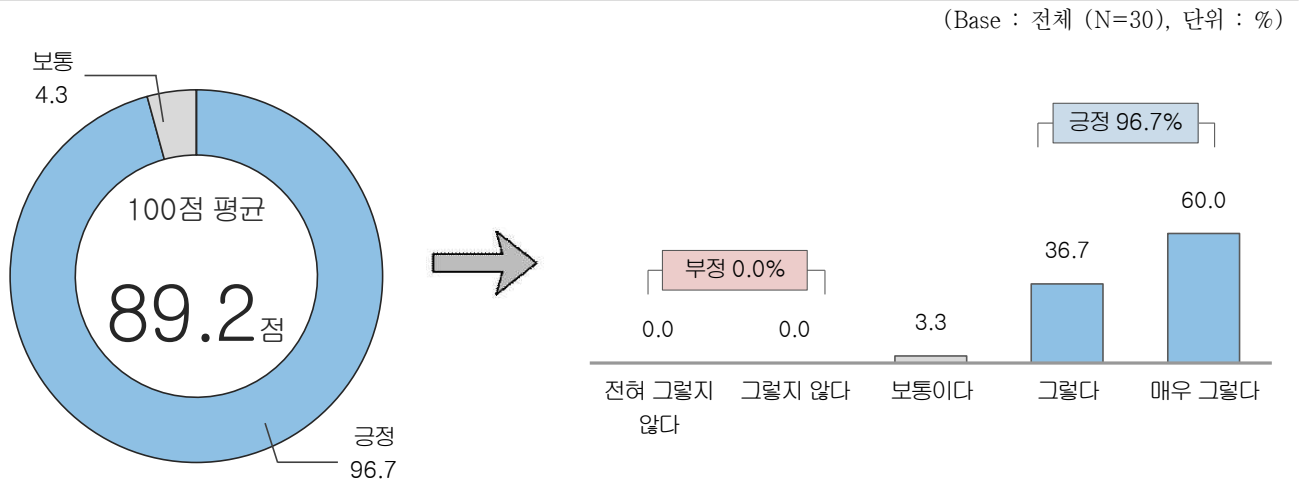 (Base : 전체 (N=30), 단위 : %)
보통
4.3
100점 평균
89.2점
긍정
96.7
긍정 96.7%
부정 0.0%
0.0
0.0
3.3
36.7
60.0
전혀 그렇지
않다
그렇지 않다
보통이다
그렇다
매우 그렇다